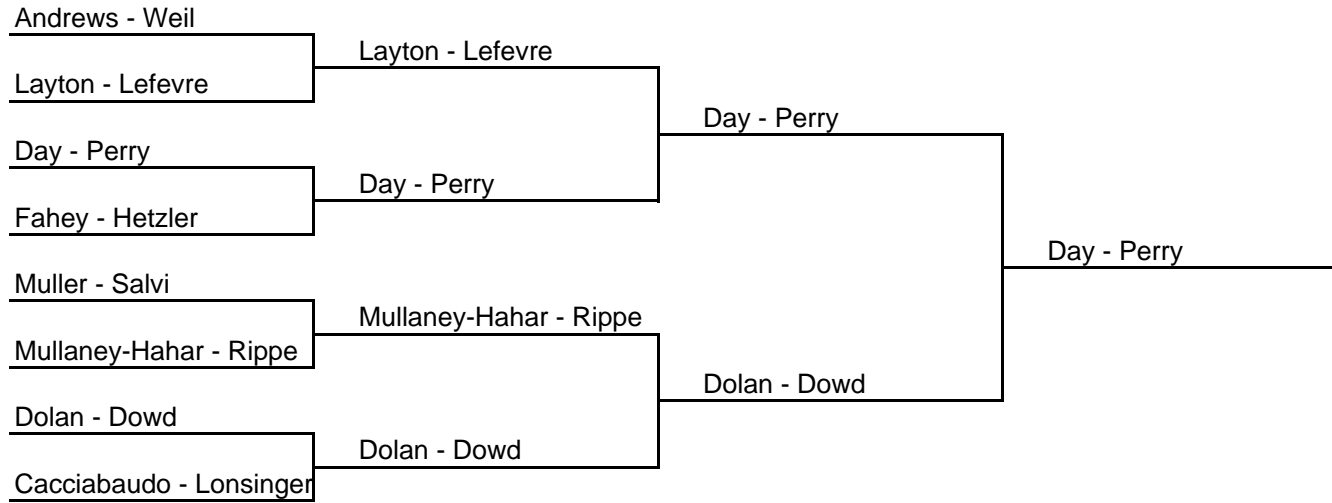 Andrews - Weil
Layton - Lefevre
Layton - Lefevre
Day - Perry
Day - Perry
Day - Perry
Fahey - Hetzler
Day - Perry
Muller - Salvi
Mullaney-Hahar - Rippe
Mullaney-Hahar - Rippe
Dolan - Dowd
Dolan - Dowd
Dolan - Dowd
Cacciabaudo - Lonsinger